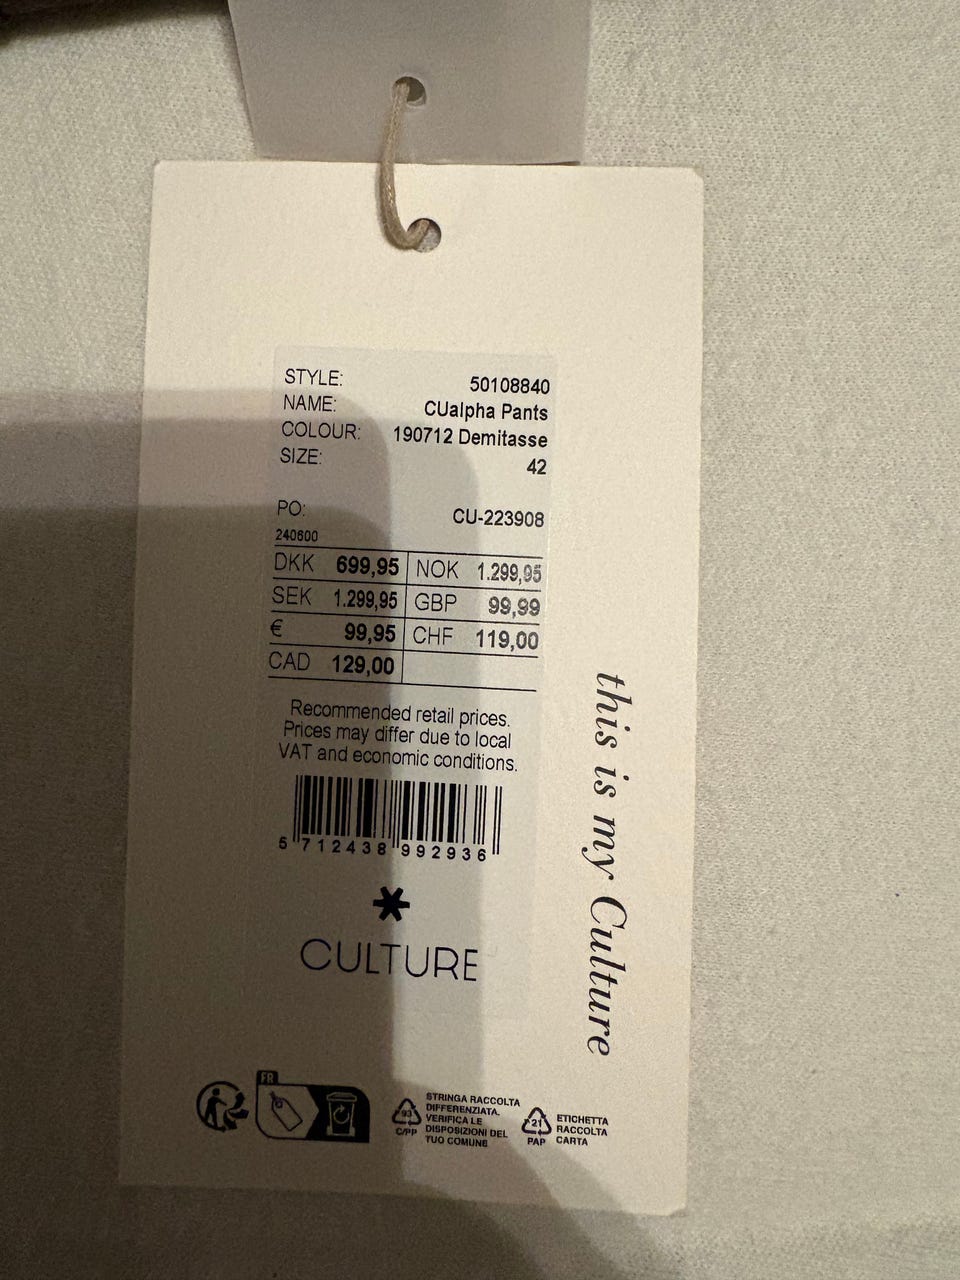 STYLE: 50108840
NAME: CUalpha Pants
COLOUR: 190712 Demitasse
SIZE: 42
PO: CU-223908
240600
DKK 699,95 NOK 1.299,95
SEK 1.299,95 GBP 99,99
€ 99,95 CHF 119,00
CAD 129,00
Recommended retail prices.
Prices may differ due to local
VAT and economic conditions.
5 712438 992936
CULTURE
this is my Culture
FR
93
C/PP
STRINGA RACCOLTA
DIFFERENZIATA.
VERIFICA LE
DISPOSIZIONI DEL
TUO COMUNE
21
PAP
ETICHETTA
RACCOLTA
CARTA